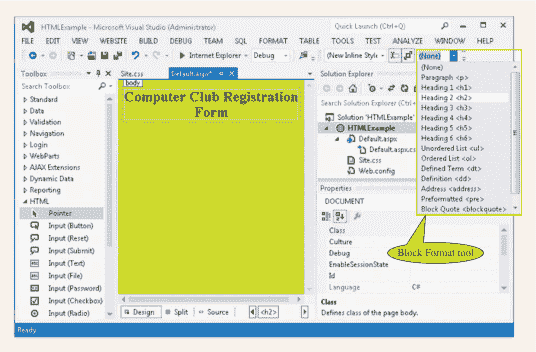 HTMLExample - Microsoft Visual Studio (Administrator)
Quick Launch (Ctrl+Q)
FILE EDIT VIEW WEBSITE BUILD DEBUG TEAM SQL FORMAT TABLE TOOLS TEST ANALYZE WINDOW HELP
Internet Explorer Debug (New Inline Style (None)
Toolbox
Search Toolbox
Standard
Data
Validation
Navigation
Login
WebParts
AJAX Extensions
Dynamic Data
Reporting
HTML
Pointer
Input (Button)
Input (Reset)
Input (Submit)
Input (Text)
Input (File)
Input (Password)
Input (Checkbox)
Input (Radio)
Site.css Default.aspx*
body
Computer Club Registration
Form
Design Split Source <h2>
Solution Explorer
Search Solution Explorer (Ctrl+
Solution 'HTMLExample'
HTMLExample
Default.aspx
Default.aspx.cs
Site.css
Web.config
Properties
DOCUMENT
Class
Culture
Debug
EnableSessionState
Id
Language C#
Class
Defines class of the page body.
(None)
Paragraph <p>
Heading 1 <h1>
Heading 2 <h2>
Heading 3 <h3>
Heading 4 <h4>
Heading 5 <h5>
Heading 6 <h6>
Unordered List <ul>
Ordered List <ol>
Defined Term <dt>
Definition <dd>
Address <address>
Preformatted <pre>
Block Quote <blockquote>
Block Format tool
Ready